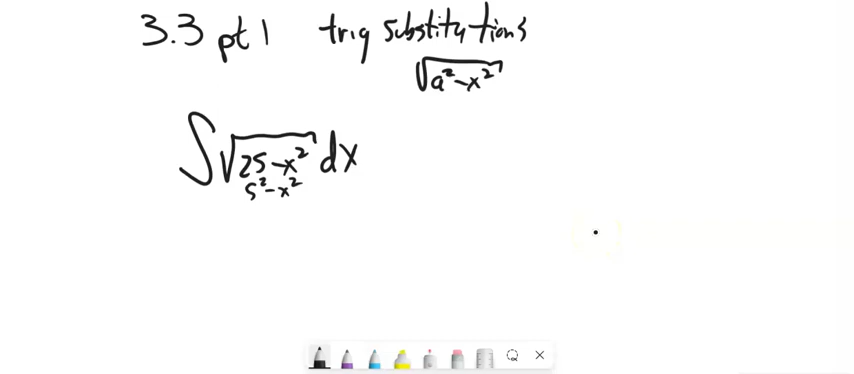 3.3 pt 1 trig substitutions
√(a²-x²)
∫√(25-x²) dx
5²-x²